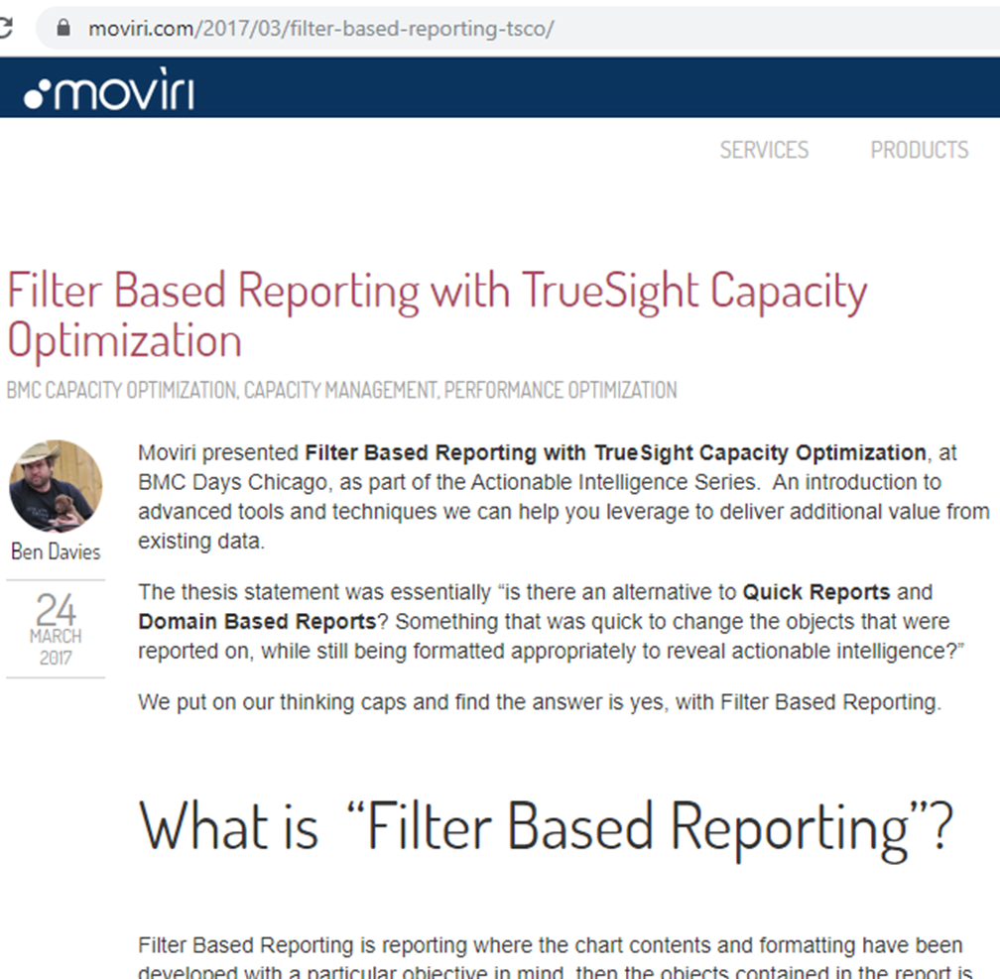 moviri.com/2017/03/filter-based-reporting-tsco/
moviri
SERVICES PRODUCTS
Filter Based Reporting with TrueSight Capacity
Optimization
BMC CAPACITY OPTIMIZATION, CAPACITY MANAGEMENT, PERFORMANCE OPTIMIZATION
Ben Davies
24
MARCH
2017
Moviri presented Filter Based Reporting with TrueSight Capacity Optimization, at
BMC Days Chicago, as part of the Actionable Intelligence Series.  An introduction to
advanced tools and techniques we can help you leverage to deliver additional value from
existing data.
The thesis statement was essentially “is there an alternative to Quick Reports and
Domain Based Reports? Something that was quick to change the objects that were
reported on, while still being formatted appropriately to reveal actionable intelligence?”
We put on our thinking caps and find the answer is yes, with Filter Based Reporting.
What is “Filter Based Reporting”?
Filter Based Reporting is reporting where the chart contents and formatting have been
developed with a particular objective in mind, then the objects contained in the report is